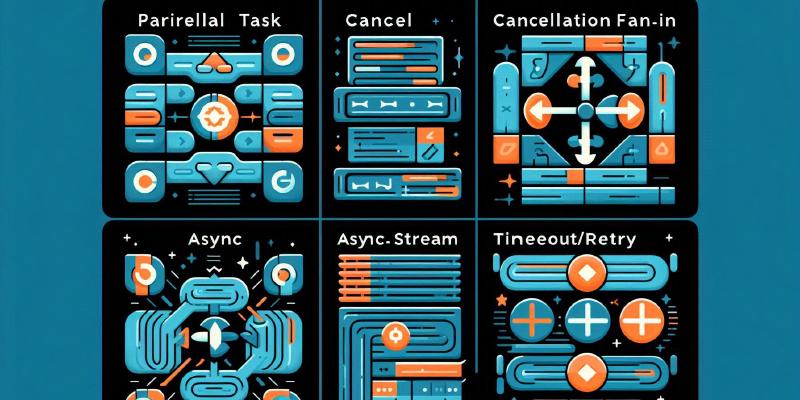 Parirellal Task
Cancel
Cancellation Fan-in
Async
Async-Stream
Tineeout/Retry